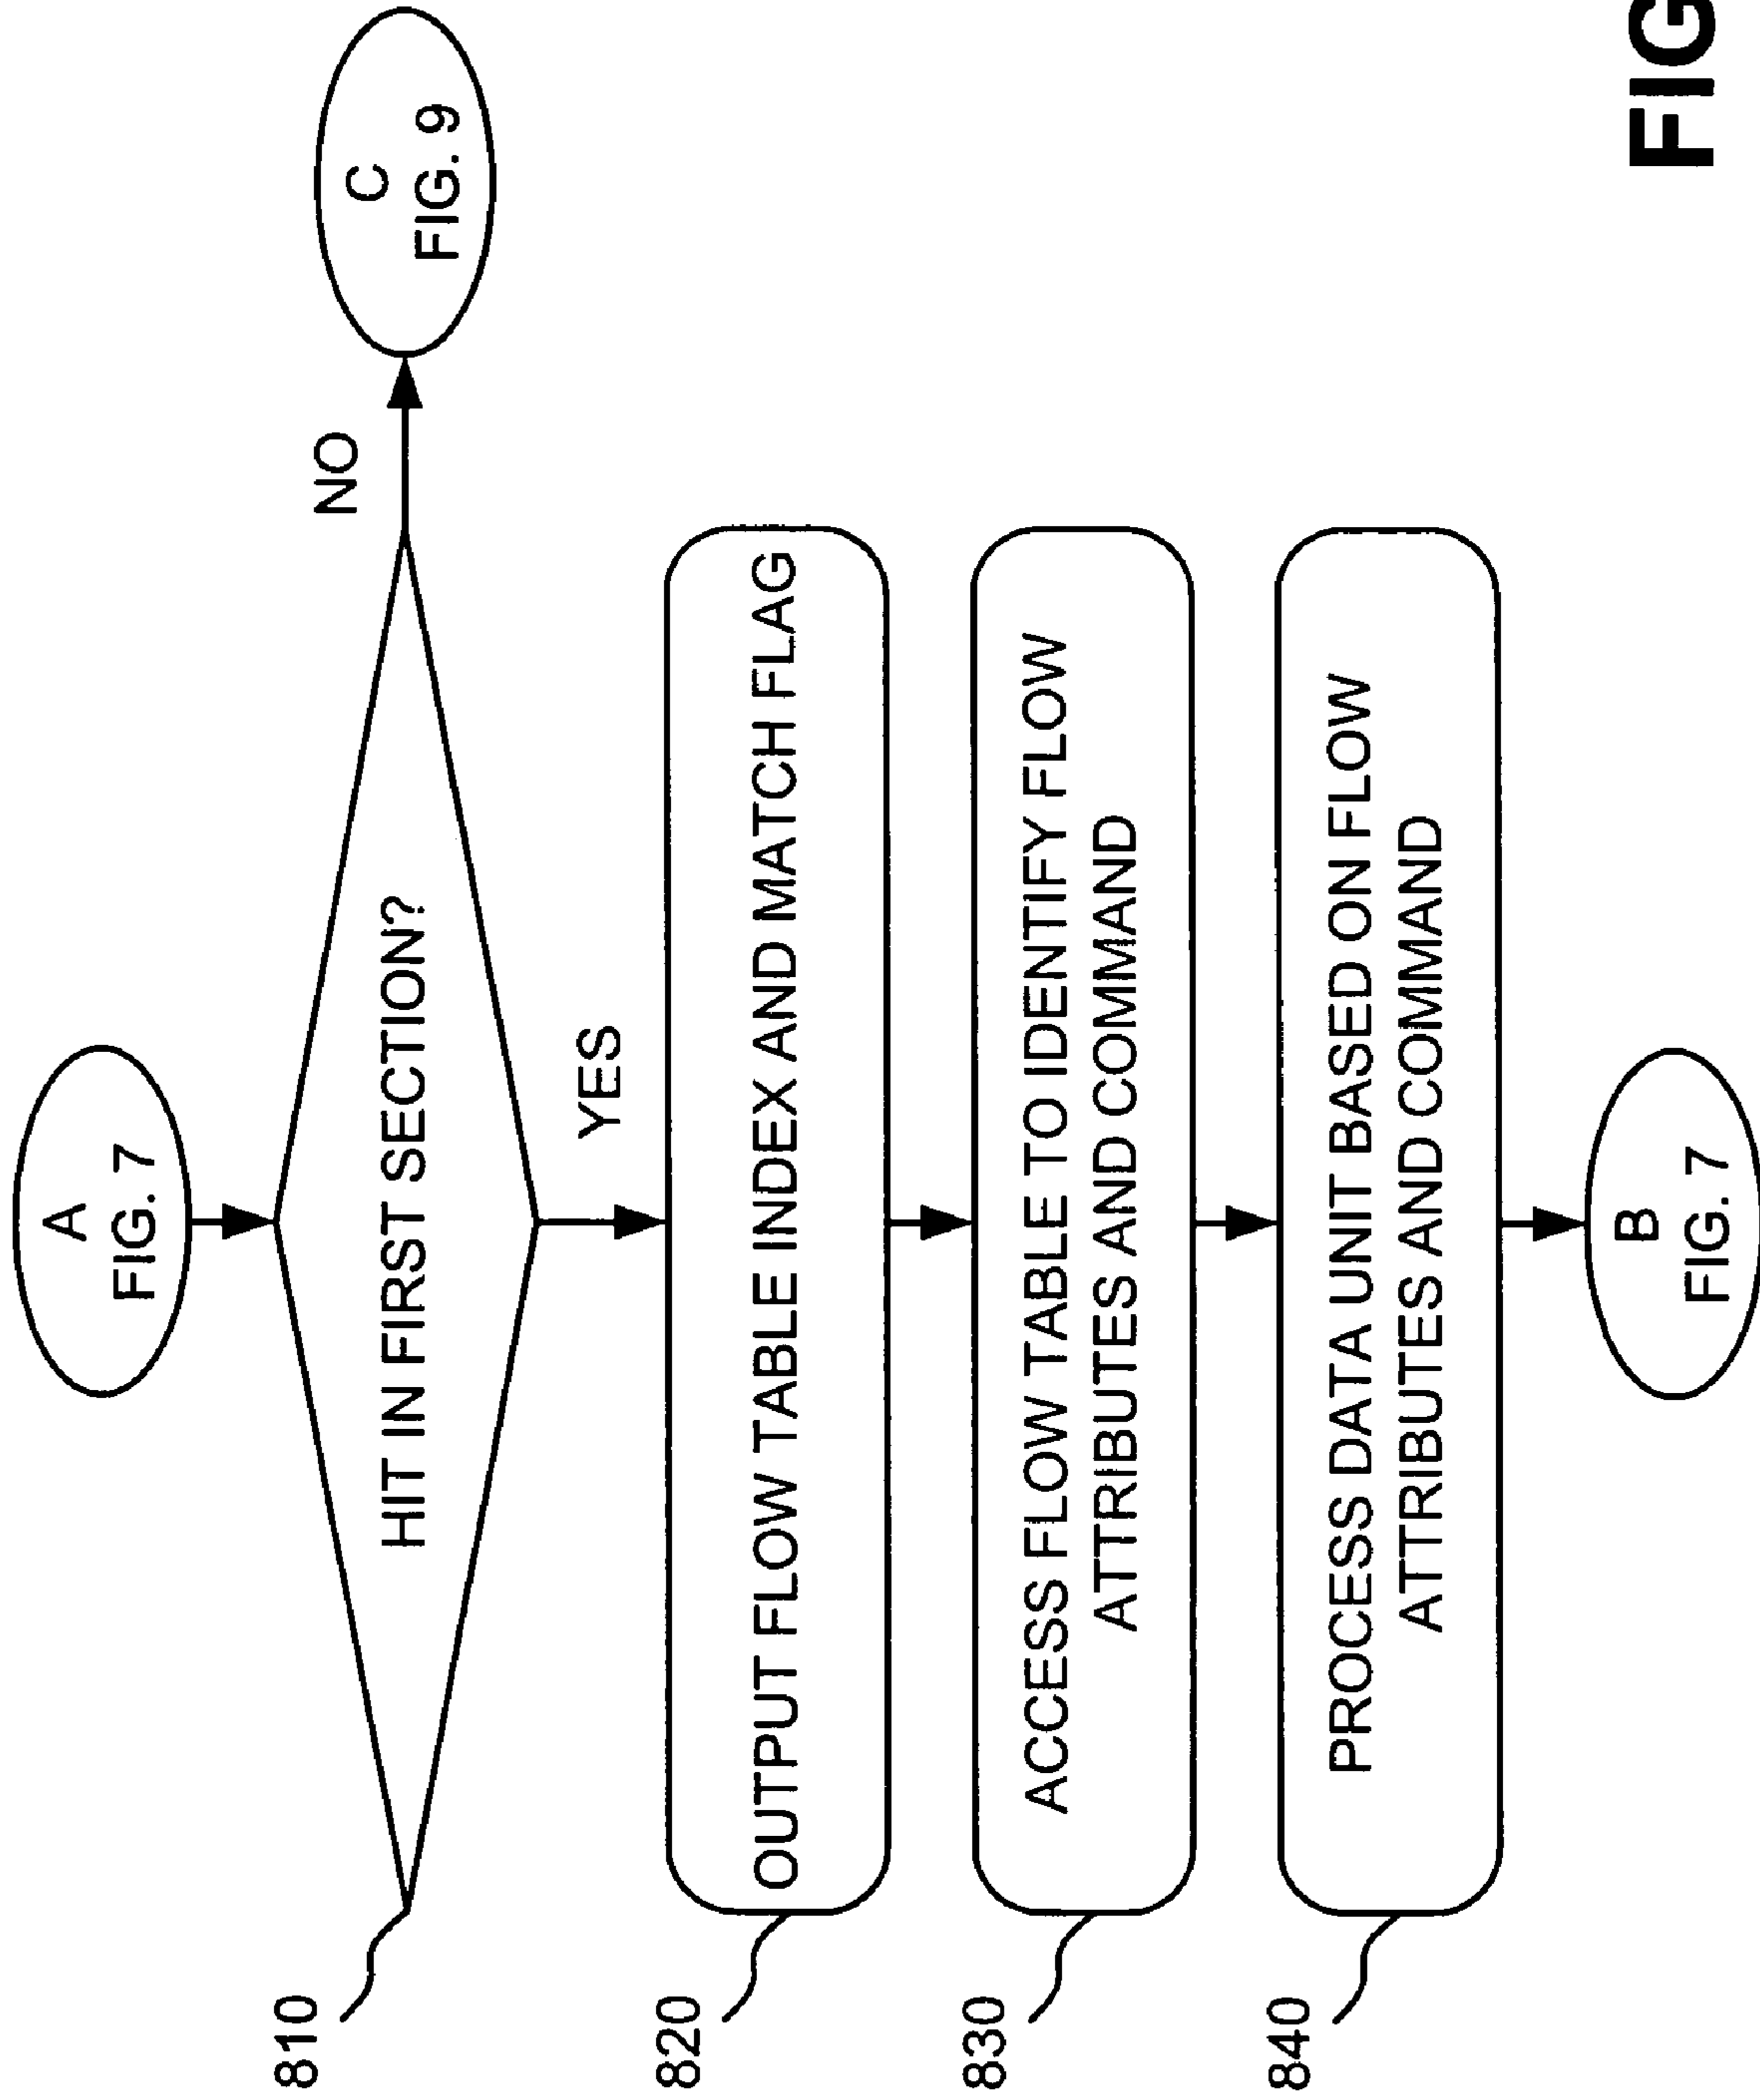 A
FIG. 7
810
HIT IN FIRST SECTION?
NO
C
FIG. 9
YES
820
OUTPUT FLOW TABLE INDEX AND MATCH FLAG
830
ACCESS FLOW TABLE TO IDENTIFY FLOW
ATTRIBUTES AND COMMAND
840
PROCESS DATA UNIT BASED ON FLOW
ATTRIBUTES AND COMMAND
B
FIG. 7
FIG